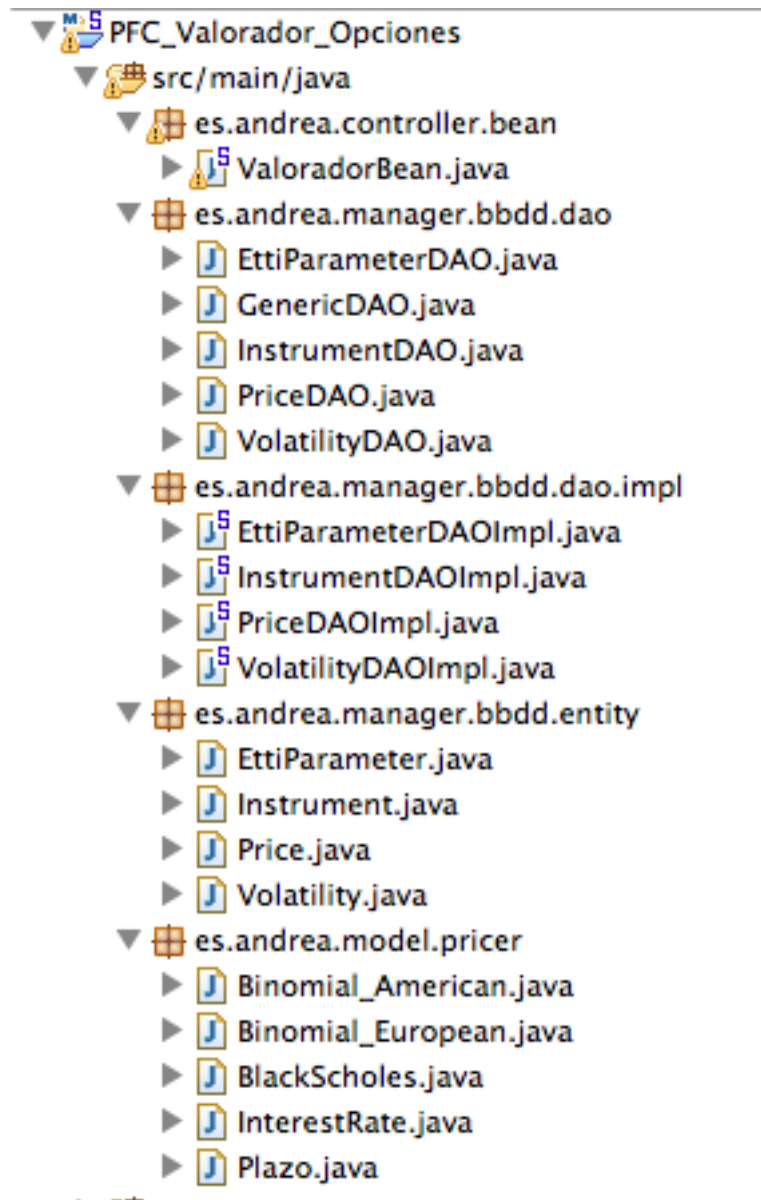 PFC_Valorador_Opciones
src/main/java
es.andrea.controller.bean
ValoradorBean.java
es.andrea.manager.bbdd.dao
EttiParameterDAO.java
GenericDAO.java
InstrumentDAO.java
PriceDAO.java
VolatilityDAO.java
es.andrea.manager.bbdd.dao.impl
EttiParameterDAOImpl.java
InstrumentDAOImpl.java
PriceDAOImpl.java
VolatilityDAOImpl.java
es.andrea.manager.bbdd.entity
EttiParameter.java
Instrument.java
Price.java
Volatility.java
es.andrea.model.pricer
Binomial_American.java
Binomial_European.java
BlackScholes.java
InterestRate.java
Plazo.java